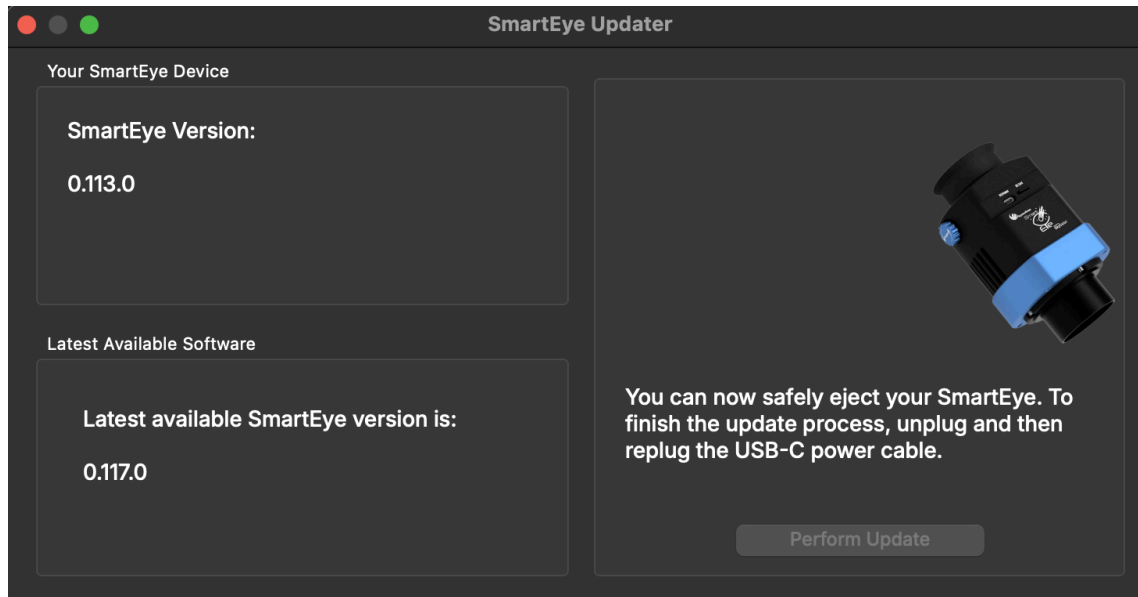 SmartEye Updater
Your SmartEye Device
SmartEye Version:
0.113.0
Latest Available Software
Latest available SmartEye version is:
0.117.0
You can now safely eject your SmartEye. To
finish the update process, unplug and then
replug the USB-C power cable.
Perform Update